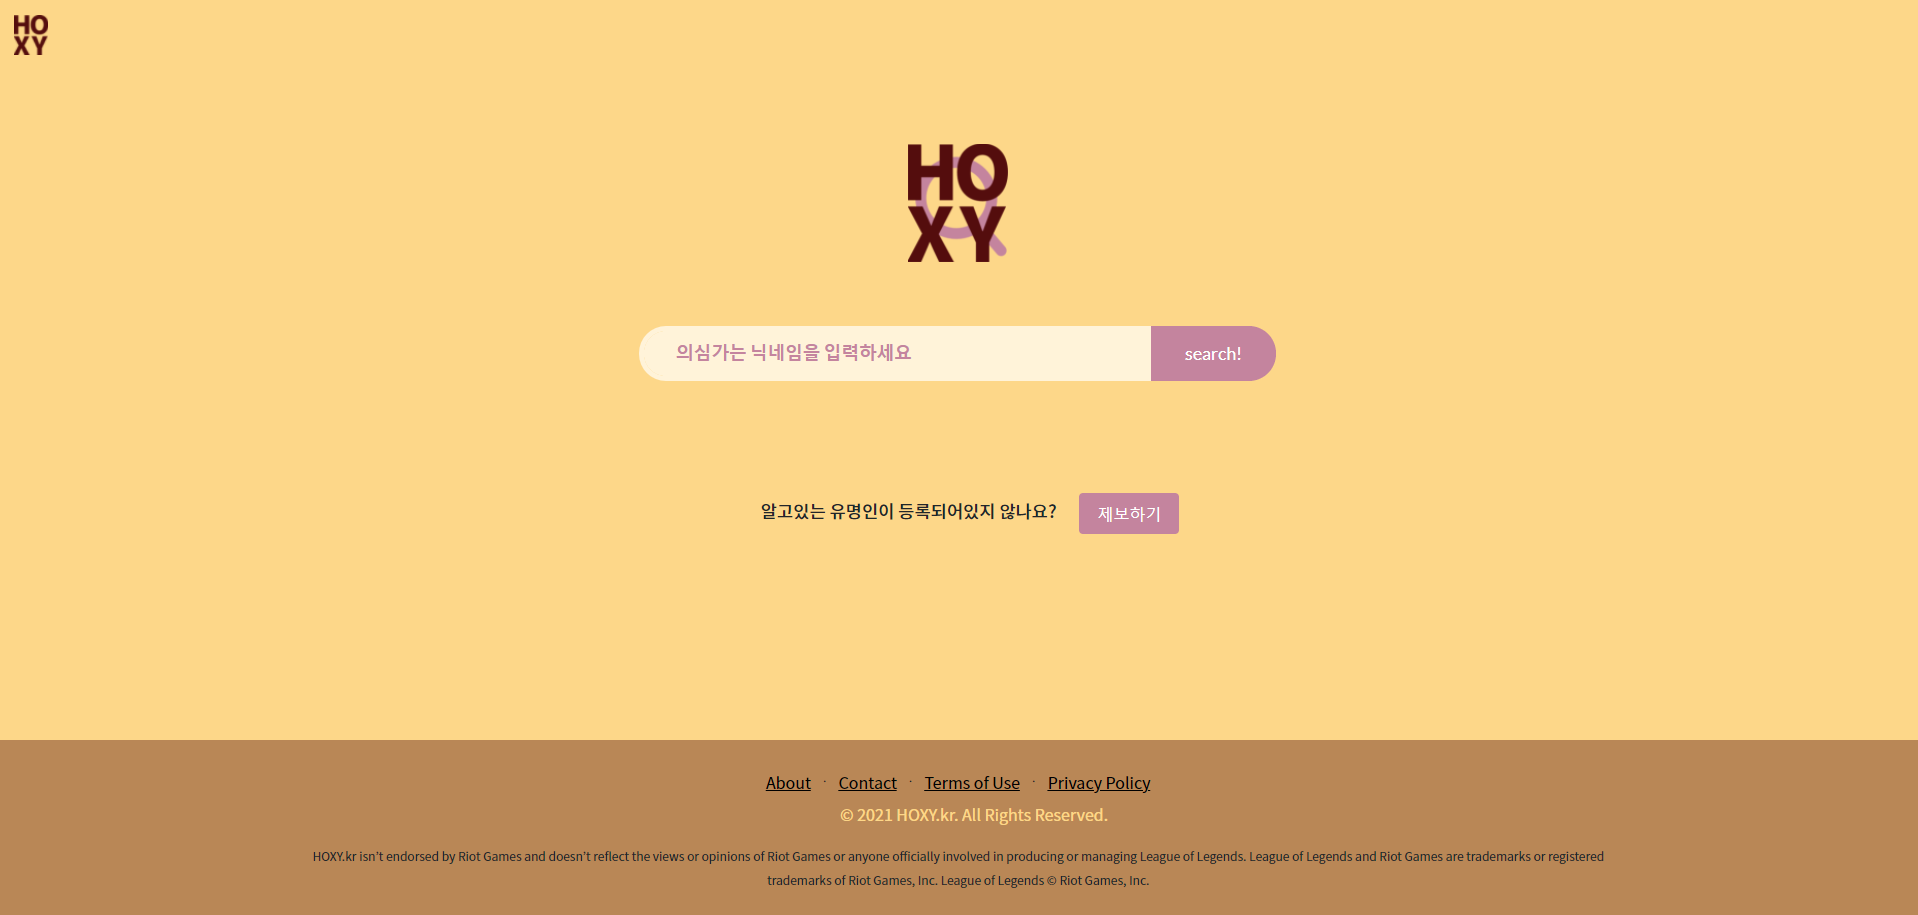 HO
XY
HO
XY
의심가는 닉네임을 입력하세요
search!
알고있는 유명인이 등록되어있지 않나요?
제보하기
About · Contact · Terms of Use · Privacy Policy
© 2021 HOXY.kr. All Rights Reserved.
HOXY.kr isn't endorsed by Riot Games and doesn't reflect the views or opinions of Riot Games or anyone officially involved in producing or managing League of Legends. League of Legends and Riot Games are trademarks or registered
trademarks of Riot Games, Inc. League of Legends © Riot Games, Inc.